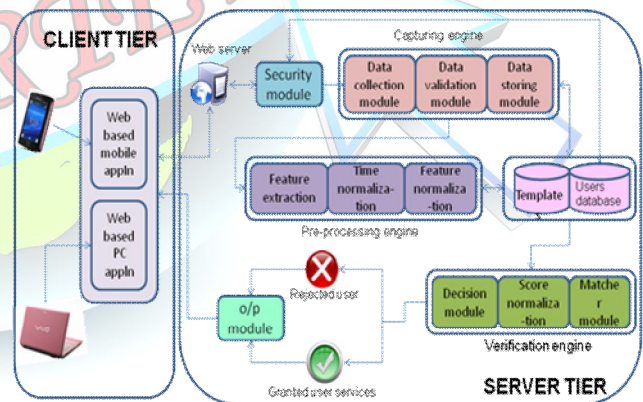 CLIENT TIER
Web
based
mobile
appln
Web
based
PC
appln
VAIO
Web server
Security
module
Capturing engine
Data
collection
module
Data
validation
module
Data
storing
module
Feature
extraction
Time
normaliza-
tion
Feature
normaliza
-tion
Pre-processing engine
Template
Users
database
Rejected user
o/p
module
Granted user services
Decision
module
Score
normaliza
-tion
Matche
r
module
Verification engine
SERVER TIER